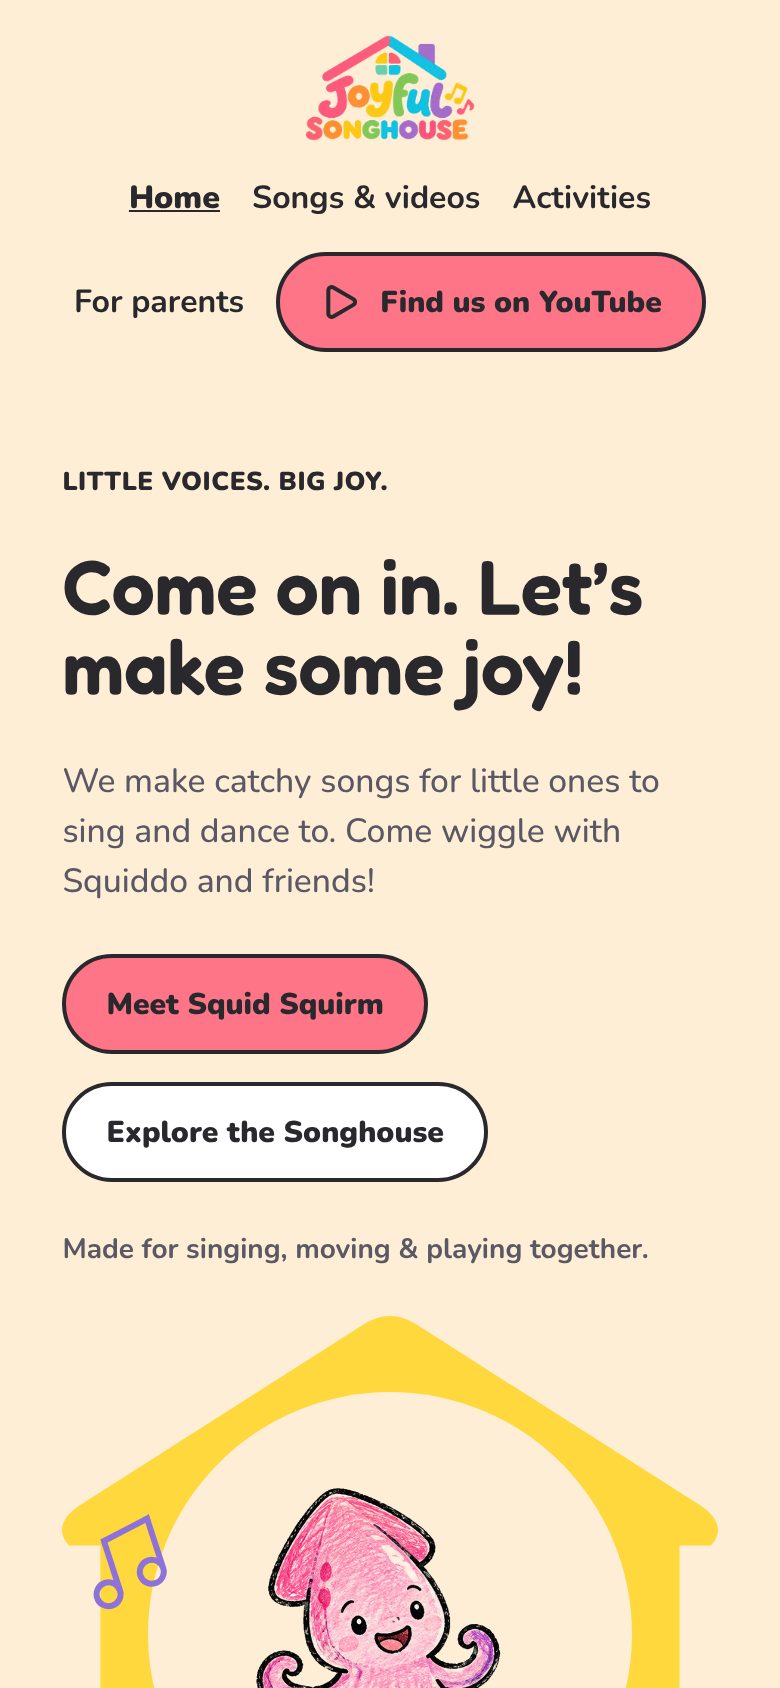 Joyful
SONGHOUSE
Home Songs & videos Activities
For parents Find us on YouTube
LITTLE VOICES. BIG JOY.
Come on in. Let’s
make some joy!
We make catchy songs for little ones to
sing and dance to. Come wiggle with
Squiddo and friends!
Meet Squid Squirm
Explore the Songhouse
Made for singing, moving & playing together.